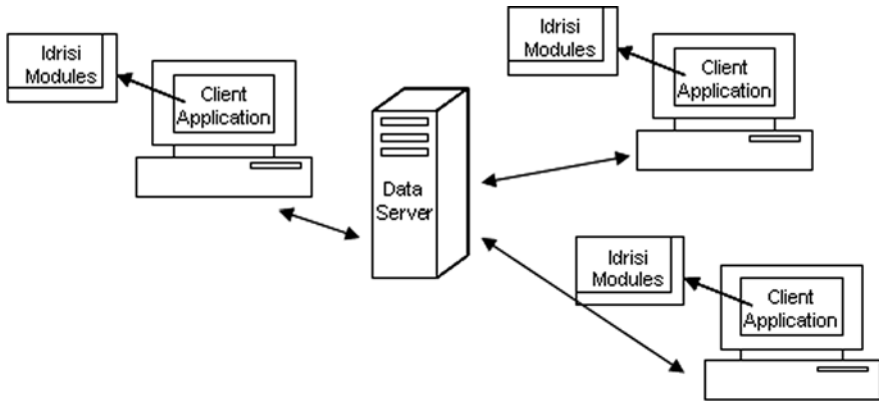 Idrisi
Modules
Client
Application
Data
Server
Idrisi
Modules
Client
Application
Idrisi
Modules
Client
Application